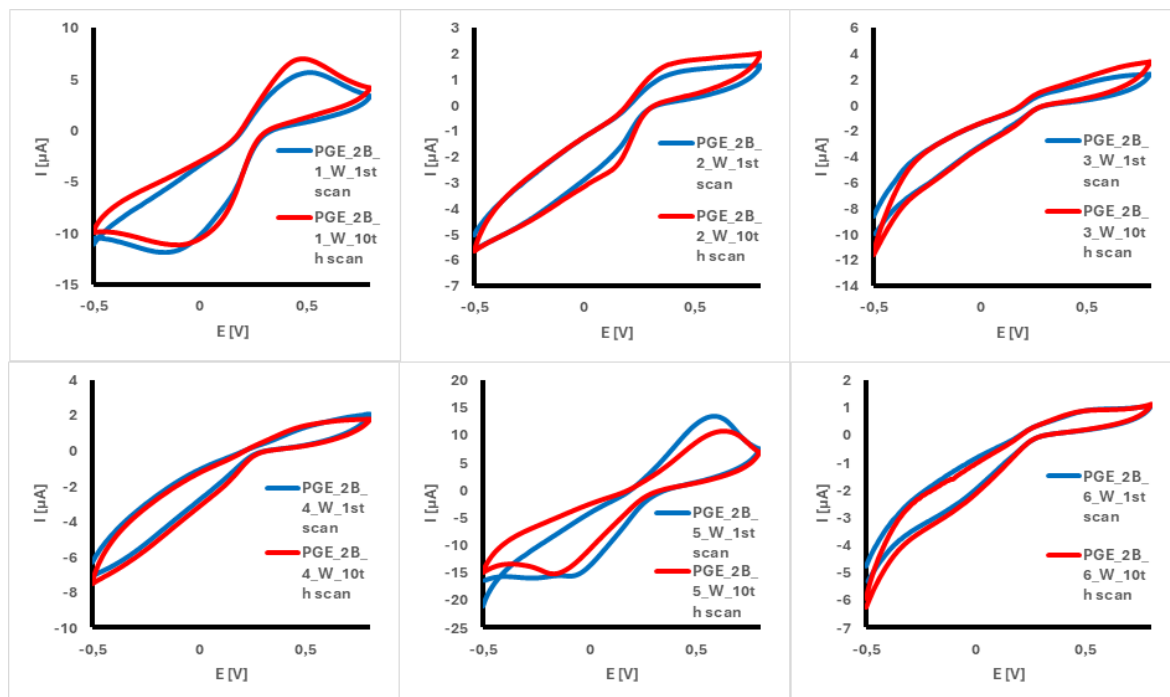 10
5
0
-5
-10
-15
I [µA]
-0,5
0
0,5
E [V]
PGE_2B_
1_W_1st
scan
PGE_2B_
1_W_10t
h scan
3
2
1
0
-1
-2
-3
-4
-5
-6
-7
I [µA]
-0,5
0
0,5
E [V]
PGE_2B_
2_W_1st
scan
PGE_2B_
2_W_10t
h scan
6
4
2
0
-2
-4
-6
-8
-10
-12
-14
I [µA]
-0,5
0
0,5
E [V]
PGE_2B_
3_W_1st
scan
PGE_2B_
3_W_10t
h scan
4
2
0
-2
-4
-6
-8
-10
I [µA]
-0,5
0
0,5
E [V]
PGE_2B_
4_W_1st
scan
PGE_2B_
4_W_10t
h scan
20
15
10
5
0
-5
-10
-15
-20
-25
I [µA]
-0,5
0
0,5
E [V]
PGE_2B_
5_W_1st
scan
PGE_2B_
5_W_10t
h scan
2
1
0
-1
-2
-3
-4
-5
-6
-7
I [µA]
-0,5
0
0,5
E [V]
PGE_2B_
6_W_1st
scan
PGE_2B_
6_W_10t
h scan